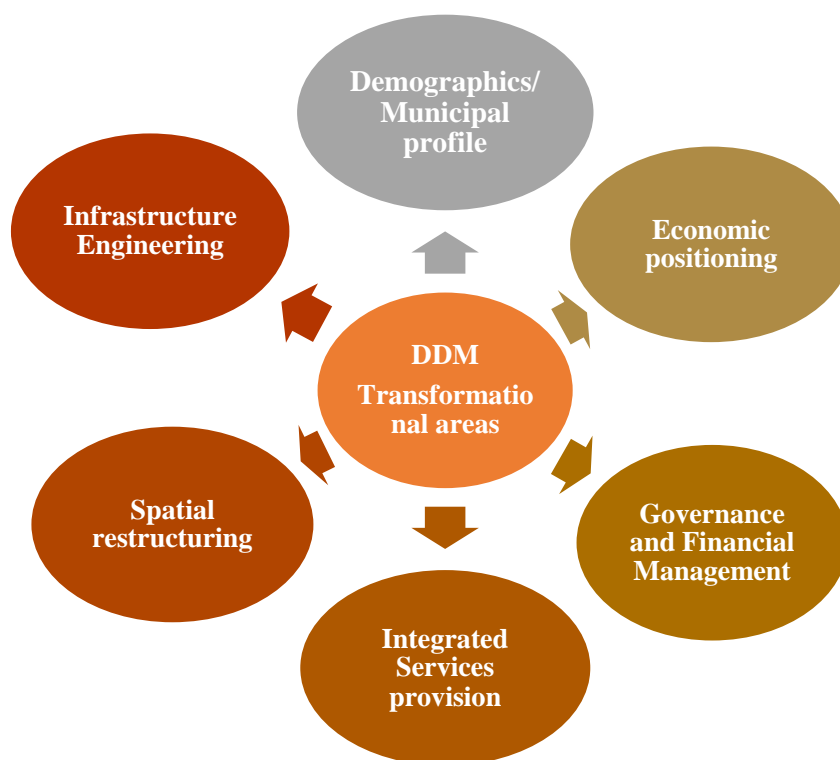 Demographics/
Municipal
profile
Infrastructure
Engineering
Economic
positioning
DDM
Transformatio
nal areas
Spatial
restructuring
Governance
and Financial
Management
Integrated
Services
provision